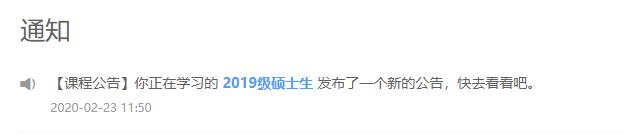 通知
【课程公告】你正在学习的 2019级硕士生 发布了一个新的公告，快去看看吧。
2020-02-23 11:50